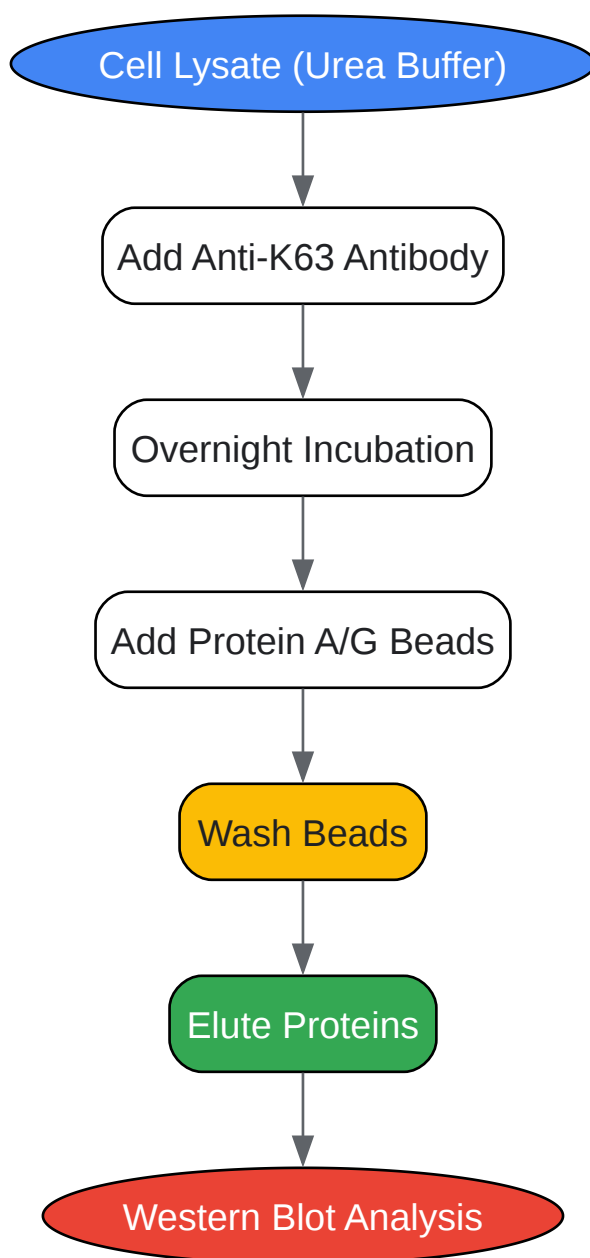 Cell Lysate (Urea Buffer)
Add Anti-K63 Antibody
Overnight Incubation
Add Protein A/G Beads
Wash Beads
Elute Proteins
Western Blot Analysis